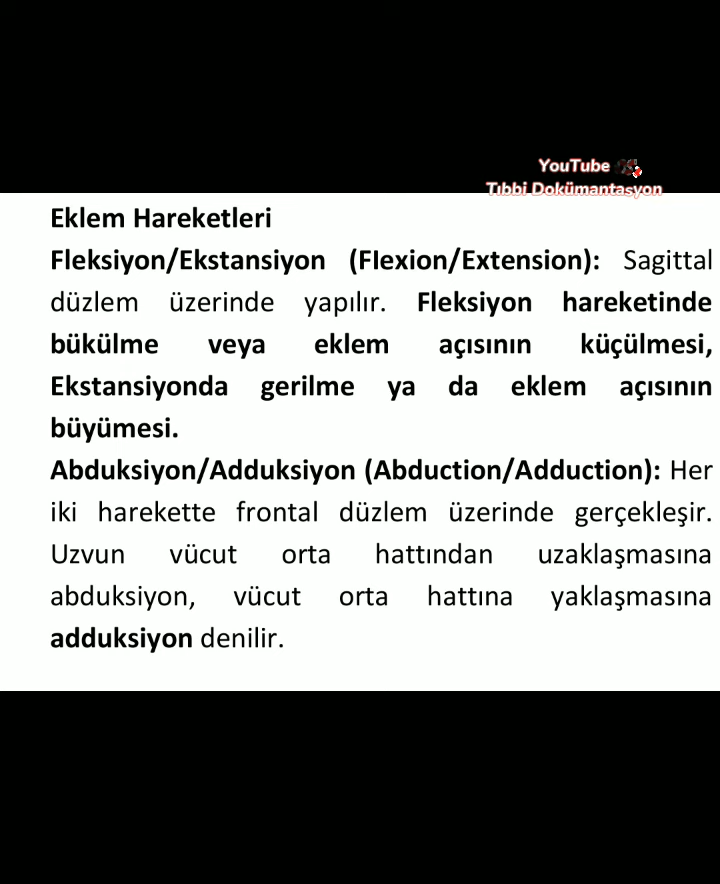 YouTube
Tıbbi Dokümantasyon
Eklem Hareketleri
Fleksiyon/Ekstansiyon (Flexion/Extension): Sagittal
düzlem üzerinde yapılır. Fleksiyon hareketinde
bükülme veya eklem açısının küçülmesi,
Ekstansiyonda gerilme ya da eklem açısının
büyümesi.
Abduksiyon/Adduksiyon (Abduction/Adduction): Her
iki harekette frontal düzlem üzerinde gerçekleşir.
Uzvun vücut orta hattından uzaklaşmasına
abduksiyon, vücut orta hattına yaklaşmasına
adduksiyon denilir.